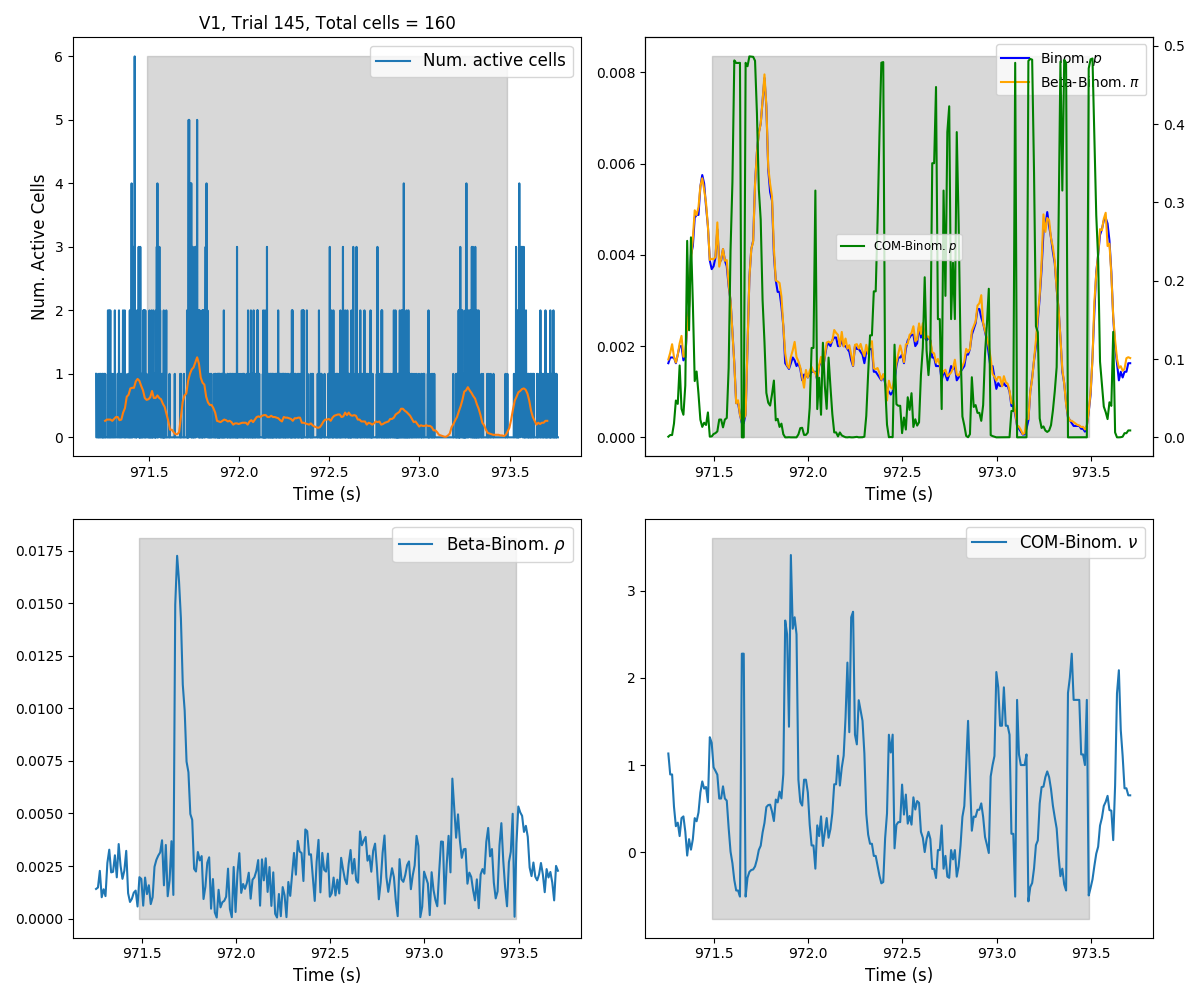 V1, Trial 145, Total cells = 160
Num. active cells
Num. Active Cells
6
5
4
3
2
1
0
971.5 972.0 972.5 973.0 973.5
Time (s)
Binom. p
Beta-Binom. π
COM-Binom. p
0.008
0.006
0.004
0.002
0.000
0.5
0.4
0.3
0.2
0.1
0.0
971.5 972.0 972.5 973.0 973.5
Time (s)
Beta-Binom. ρ
0.0175
0.0150
0.0125
0.0100
0.0075
0.0050
0.0025
0.0000
971.5 972.0 972.5 973.0 973.5
Time (s)
COM-Binom. ν
3
2
1
0
971.5 972.0 972.5 973.0 973.5
Time (s)